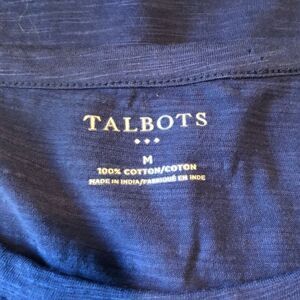 TALBOTS
M
100% COTTON/COTON
MADE IN INDIA/FABRIQUÉ EN INDE